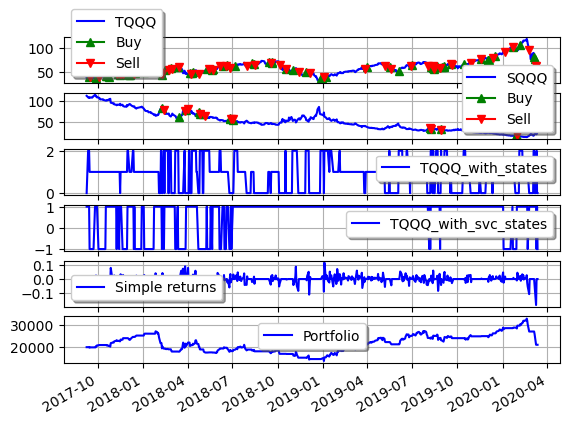 TQQQ
Buy
Sell
100
50
SQQQ
Buy
Sell
100
50
2
0
TQQQ_with_states
1
0
−1
TQQQ_with_svc_states
0.1
0.0
−0.1
Simple returns
30000
20000
Portfolio
2017-10
2018-01
2018-04
2018-07
2018-10
2019-01
2019-04
2019-07
2019-10
2020-01
2020-04